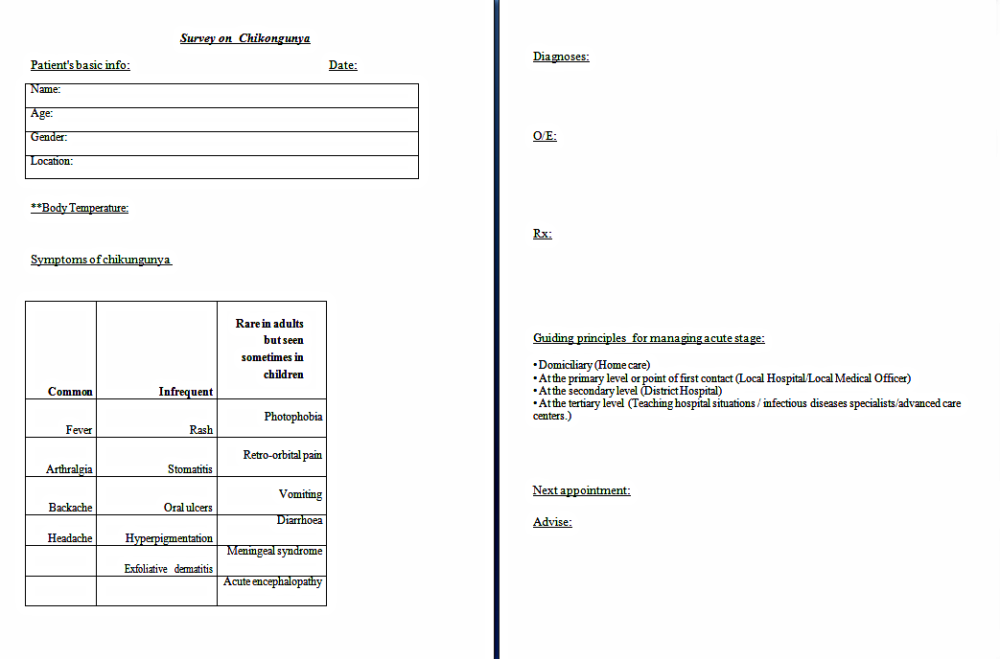 Survey on Chikongunya
Patient's basic info: Date:
Name:
Age:
Gender:
Location:
**Body Temperature:
Symptoms of chikungunya
Rare in adults
but seen
sometimes in
children
Common Infrequent
Photophobia
Fever Rash
Retro-orbital pain
Arthralgia Stomatitis
Vomiting
Backache Oral ulcers
Diarrhoea
Headache Hyperpigmentation
Meningeal syndrome
Exfoliative dermatitis
Acute encephalopathy
Diagnoses:
O/E:
Rx:
Guiding principles for managing acute stage:
• Domiciliary (Home care)
• At the primary level or point of first contact (Local Hospital/Local Medical Officer)
• At the secondary level (District Hospital)
• At the tertiary level (Teaching hospital situations / infectious diseases specialists/advanced care
centers.)
Next appointment:
Advise: